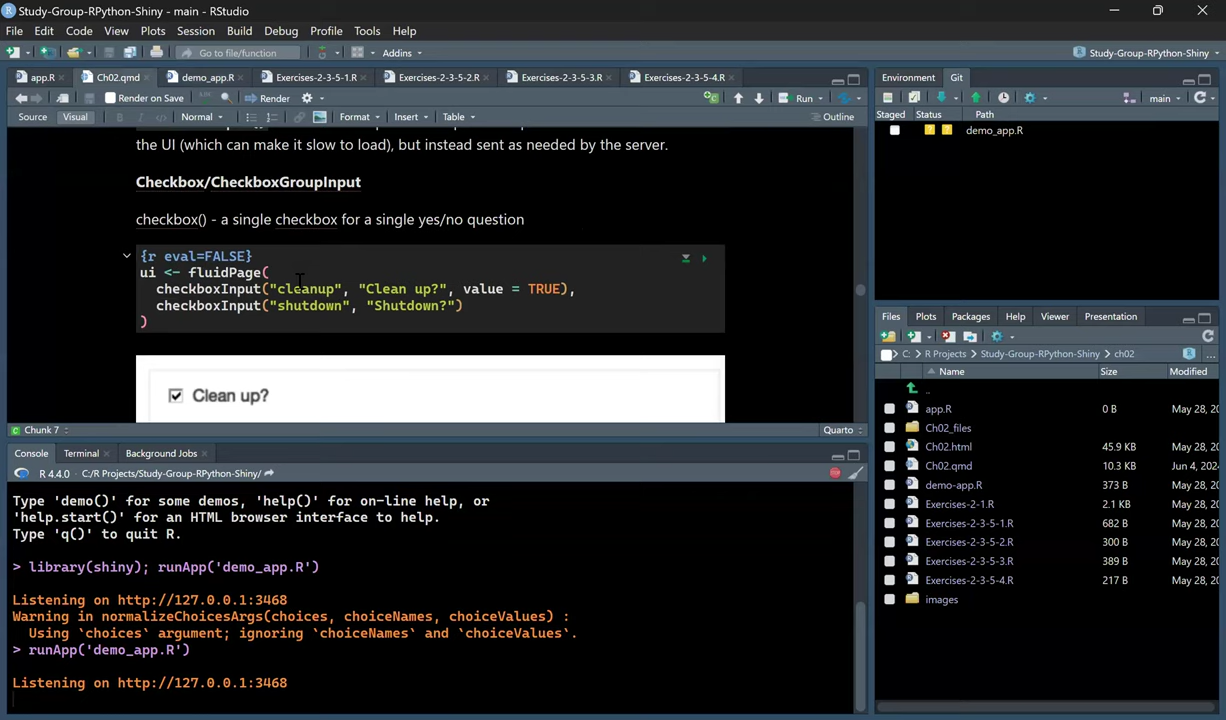 Study-Group-RPython-Shiny - main - RStudio
File Edit Code View Plots Session Build Debug Profile Tools Help
Go to file/function Addins Study-Group-RPython-Shiny
app.R Ch02.qmd demo_app.R Exercises-2-3-5-1.R Exercises-2-3-5-2.R Exercises-2-3-5-3.R Exercises-2-3-5-4.R
Render on Save ABC Render Run
Source Visual B I </> Normal Format Insert Table Outline
the UI (which can make it slow to load), but instead sent as needed by the server.
Checkbox/CheckboxGroupInput
checkbox() - a single checkbox for a single yes/no question
{r eval=FALSE}
ui <- fluidPage(
checkboxInput("cleanup", "Clean up?", value = TRUE),
checkboxInput("shutdown", "Shutdown?")
)
Clean up?
Chunk 7 Quarto
Console Terminal Background Jobs
R 4.4.0 · C:/R Projects/Study-Group-RPython-Shiny/
Type 'demo()' for some demos, 'help()' for on-line help, or
'help.start()' for an HTML browser interface to help.
Type 'q()' to quit R.
> library(shiny); runApp('demo_app.R')
Listening on http://127.0.0.1:3468
Warning in normalizeChoicesArgs(choices, choiceNames, choiceValues) :
Using `choices` argument; ignoring `choiceNames` and `choiceValues`.
> runApp('demo_app.R')
Listening on http://127.0.0.1:3468
Environment Git
main
Staged Status Path
? ? demo_app.R
Files Plots Packages Help Viewer Presentation
C: > R Projects > Study-Group-RPython-Shiny > ch02 ...
Name Size Modified
..
app.R 0 B May 28, 20
Ch02_files
Ch02.html 45.9 KB May 28, 20
Ch02.qmd 10.3 KB Jun 4, 202
demo-app.R 373 B May 28, 20
Exercises-2-1.R 2.1 KB May 28, 20
Exercises-2-3-5-1.R 682 B May 28, 20
Exercises-2-3-5-2.R 300 B May 28, 20
Exercises-2-3-5-3.R 389 B May 28, 20
Exercises-2-3-5-4.R 217 B May 28, 20
images